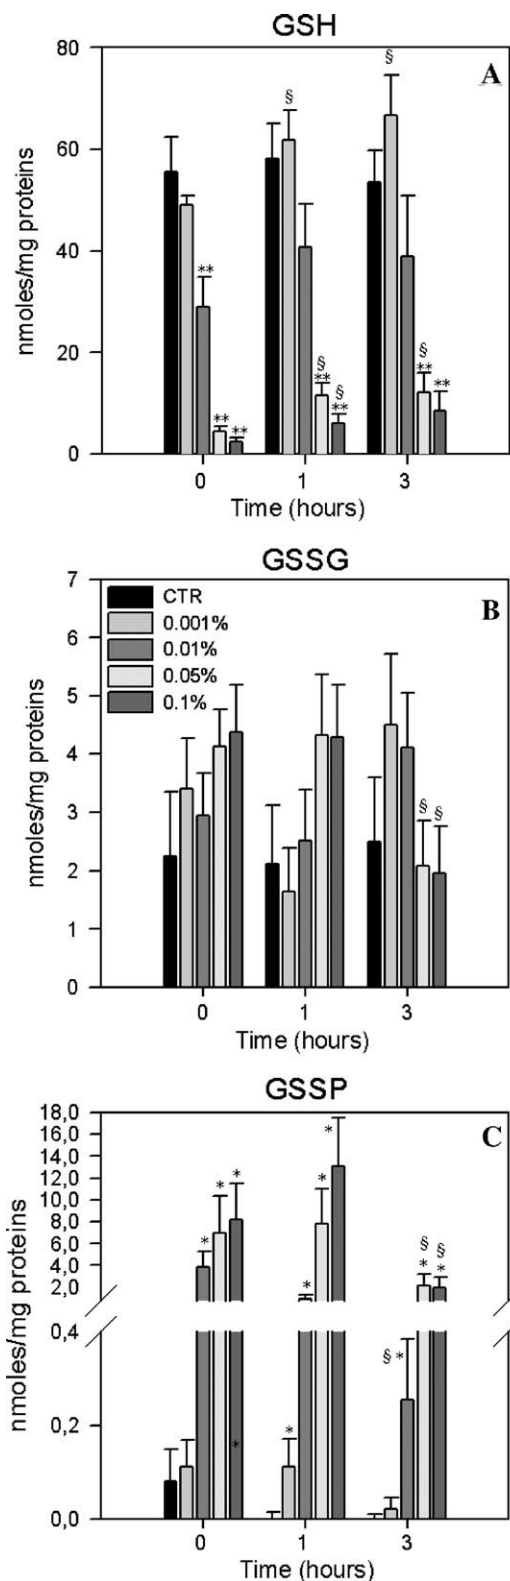 GSH
A
80
60
40
20
0
nmoles/mg proteins
§
§
**
§
**
§
**
§
**
**
**
**
0 1 3
Time (hours)
GSSG
B
7
6
5
4
3
2
1
0
nmoles/mg proteins
CTR
0.001%
0.01%
0.05%
0.1%
§ §
0 1 3
Time (hours)
GSSP
C
18,0
16,0
14,0
12,0
10,0
8,0
6,0
4,0
2,0
0,4
0,2
0,0
nmoles/mg proteins
*
* * *
*
§ §
* *
*
§ *
*
*
0 1 3
Time (hours)